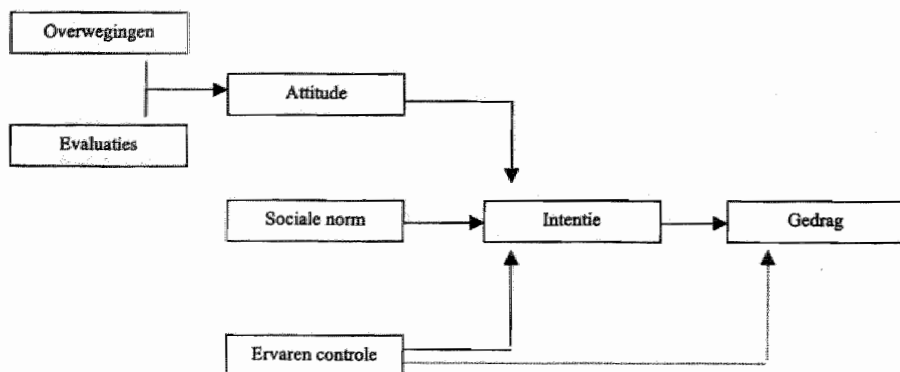 Overwegingen
Attitude
Evaluaties
Sociale norm
Intentie
Gedrag
Ervaren controle